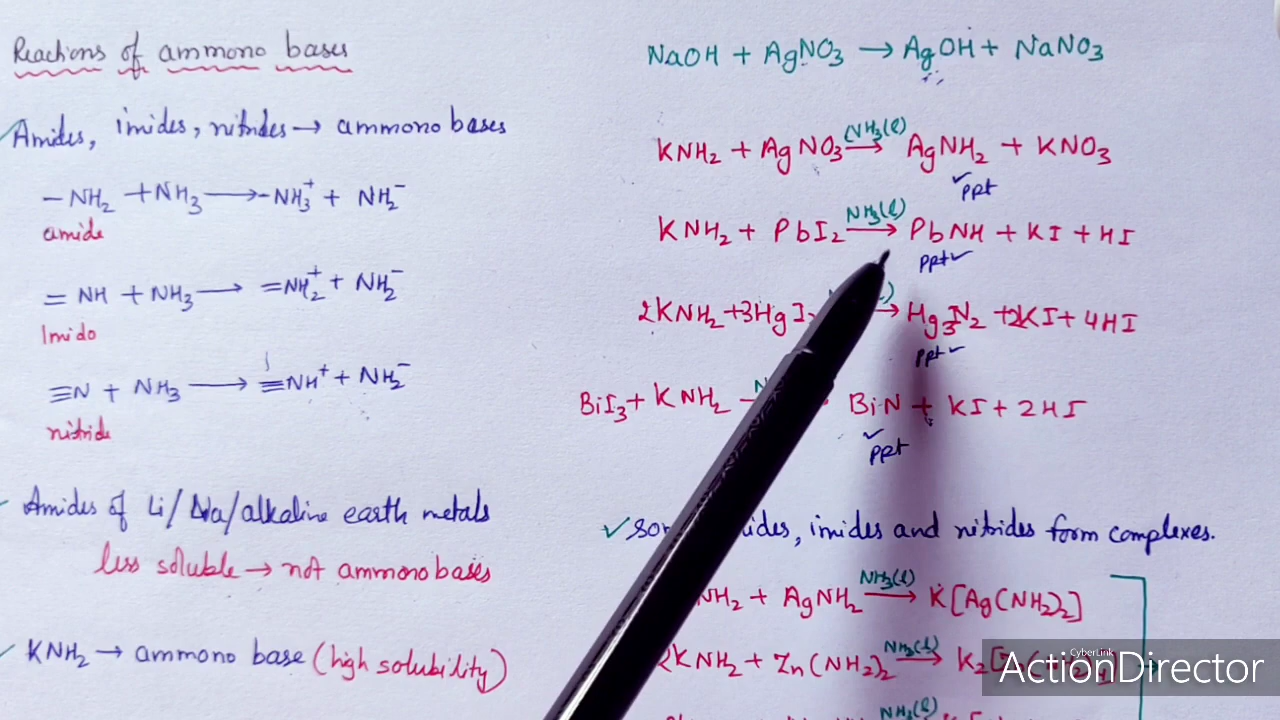 Reactions of ammono bases
Amides, imides, nitrides → ammono bases
-NH₂ + NH₃ → -NH₃⁺ + NH₂⁻
amide
= NH + NH₃ → =NH₂⁺ + NH₂⁻
Imido
≡N + NH₃ → ≡NH⁺ + NH₂⁻
nitride
Amides of Li/Na/alkaline earth metals
less soluble → not ammono bases
KNH₂ → ammono base (high solubility)
NaOH + AgNO₃ → AgOH + NaNO₃
NH₃(l)
KNH₂ + AgNO₃ → AgNH₂ + KNO₃
ppt
NH₃(l)
KNH₂ + PbI₂ → PbNH + KI + HI
ppt
2KNH₂ + 3HgI₂ → Hg₃N₂ + 2KI + 4HI
ppt
BiI₃ + KNH₂ BiN + KI + 2HI
ppt
imides and nitrides form complexes.
NH₃(l)
NH₂ + AgNH₂ → K[Ag(NH₂)₂]
NH₃(l)
2KNH₂ + Zn(NH₂)₂ → K₂[
NH₃(l)
CyberLink
ActionDirector